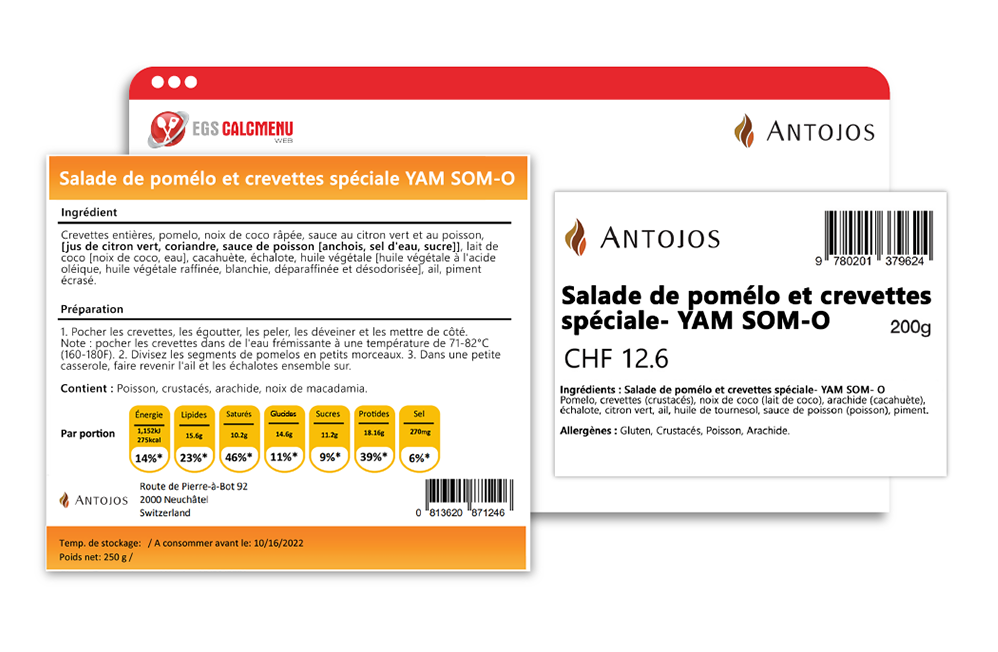 EGS CALCMENU
WEB
ANTOJOS
Salade de pomélo et crevettes spéciale YAM SOM-O
Ingrédient
Crevettes entières, pomelo, noix de coco râpée, sauce au citron vert et au poisson,
[jus de citron vert, coriandre, sauce de poisson [anchois, sel d'eau, sucre]], lait de
coco [noix de coco, eau], cacahuète, échalote, huile végétale [huile végétale à l'acide
oléique, huile végétale raffinée, blanchie, déparaffinée et désodorisée], ail, piment
écrasé.
Préparation
1. Pocher les crevettes, les égoutter, les peler, les déveiner et les mettre de côté.
Note : pocher les crevettes dans de l'eau frémissante à une température de 71-82°C
(160-180F). 2. Divisez les segments de pomelos en petits morceaux. 3. Dans une petite
casserole, faire revenir l'ail et les échalotes ensemble sur.
Contient : Poisson, crustacés, arachide, noix de macadamia.
Par portion
Énergie Lipides Saturés Glucides Sucres Protides Sel
1,152kJ
275kcal 15.6g 10.2g 14.6g 11.2g 18.16g 270mg
14%* 23%* 46%* 11%* 9%* 39%* 6%*
ANTOJOS
Route de Pierre-à-Bot 92
2000 Neuchâtel
Switzerland
0 813620 871246
Temp. de stockage: / A consommer avant le: 10/16/2022
Poids net: 250 g /
ANTOJOS
9 780201 379624
Salade de pomélo et crevettes
spéciale- YAM SOM-O
200g
CHF 12.6
Ingrédients : Salade de pomélo et crevettes spéciale- YAM SOM- O
Pomelo, crevettes (crustacés), noix de coco (lait de coco), arachide (cacahuète),
échalote, citron vert, ail, huile de tournesol, sauce de poisson (poisson), piment.
Allergènes : Gluten, Crustacés, Poisson, Arachide.